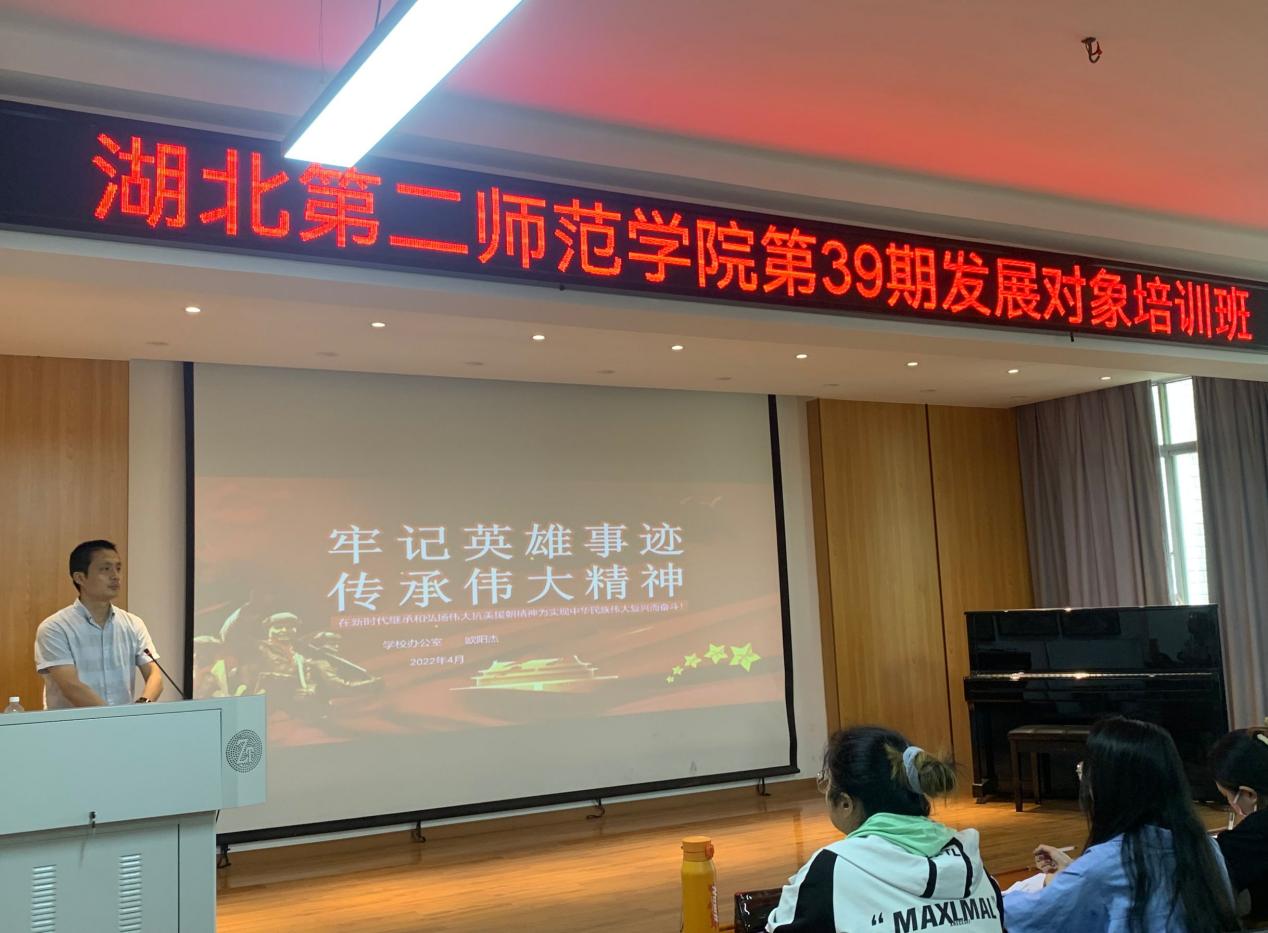 湖北第二师范学院第39期发展对象培训班
牢记英雄事迹
传承伟大精神
在新时代继承和弘扬伟大抗美援朝精神为实现中华民族伟大复兴而奋斗！
学校办公室 欧阳杰
2022年4月
“ MAXLMAL